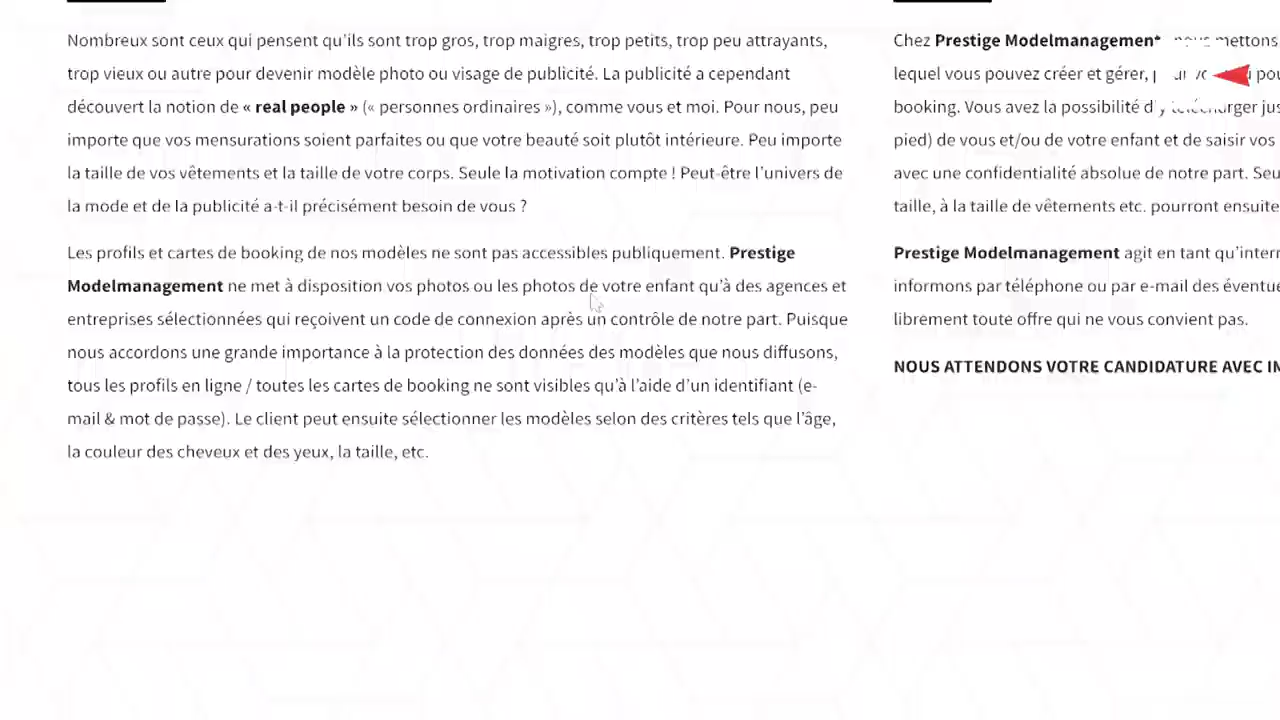 Nombreux sont ceux qui pensent qu'ils sont trop gros, trop maigres, trop petits, trop peu attrayants,
trop vieux ou autre pour devenir modèle photo ou visage de publicité. La publicité a cependant
découvert la notion de « real people » (« personnes ordinaires »), comme vous et moi. Pour nous, peu
importe que vos mensurations soient parfaites ou que votre beauté soit plutôt intérieure. Peu importe
la taille de vos vêtements et la taille de votre corps. Seule la motivation compte ! Peut-être l'univers de
la mode et de la publicité a-t-il précisément besoin de vous ?
Les profils et cartes de booking de nos modèles ne sont pas accessibles publiquement. Prestige
Modelmanagement ne met à disposition vos photos ou les photos de votre enfant qu'à des agences et
entreprises sélectionnées qui reçoivent un code de connexion après un contrôle de notre part. Puisque
nous accordons une grande importance à la protection des données des modèles que nous diffusons,
tous les profils en ligne / toutes les cartes de booking ne sont visibles qu'à l'aide d'un identifiant (e-
mail & mot de passe). Le client peut ensuite sélectionner les modèles selon des critères tels que l'âge,
la couleur des cheveux et des yeux, la taille, etc.
Chez Prestige Modelmanagement nous mettons
lequel vous pouvez créer et gérer,
booking. Vous avez la possibilité d'y télécharger
pied) de vous et/ou de votre enfant et de saisir vos
avec une confidentialité absolue de notre part.
taille, à la taille de vêtements etc. pourront ensuite
Prestige Modelmanagement agit en tant
informons par téléphone ou par e-mail des
librement toute offre qui ne vous convient pas.
NOUS ATTENDONS VOTRE CANDIDATURE AVEC